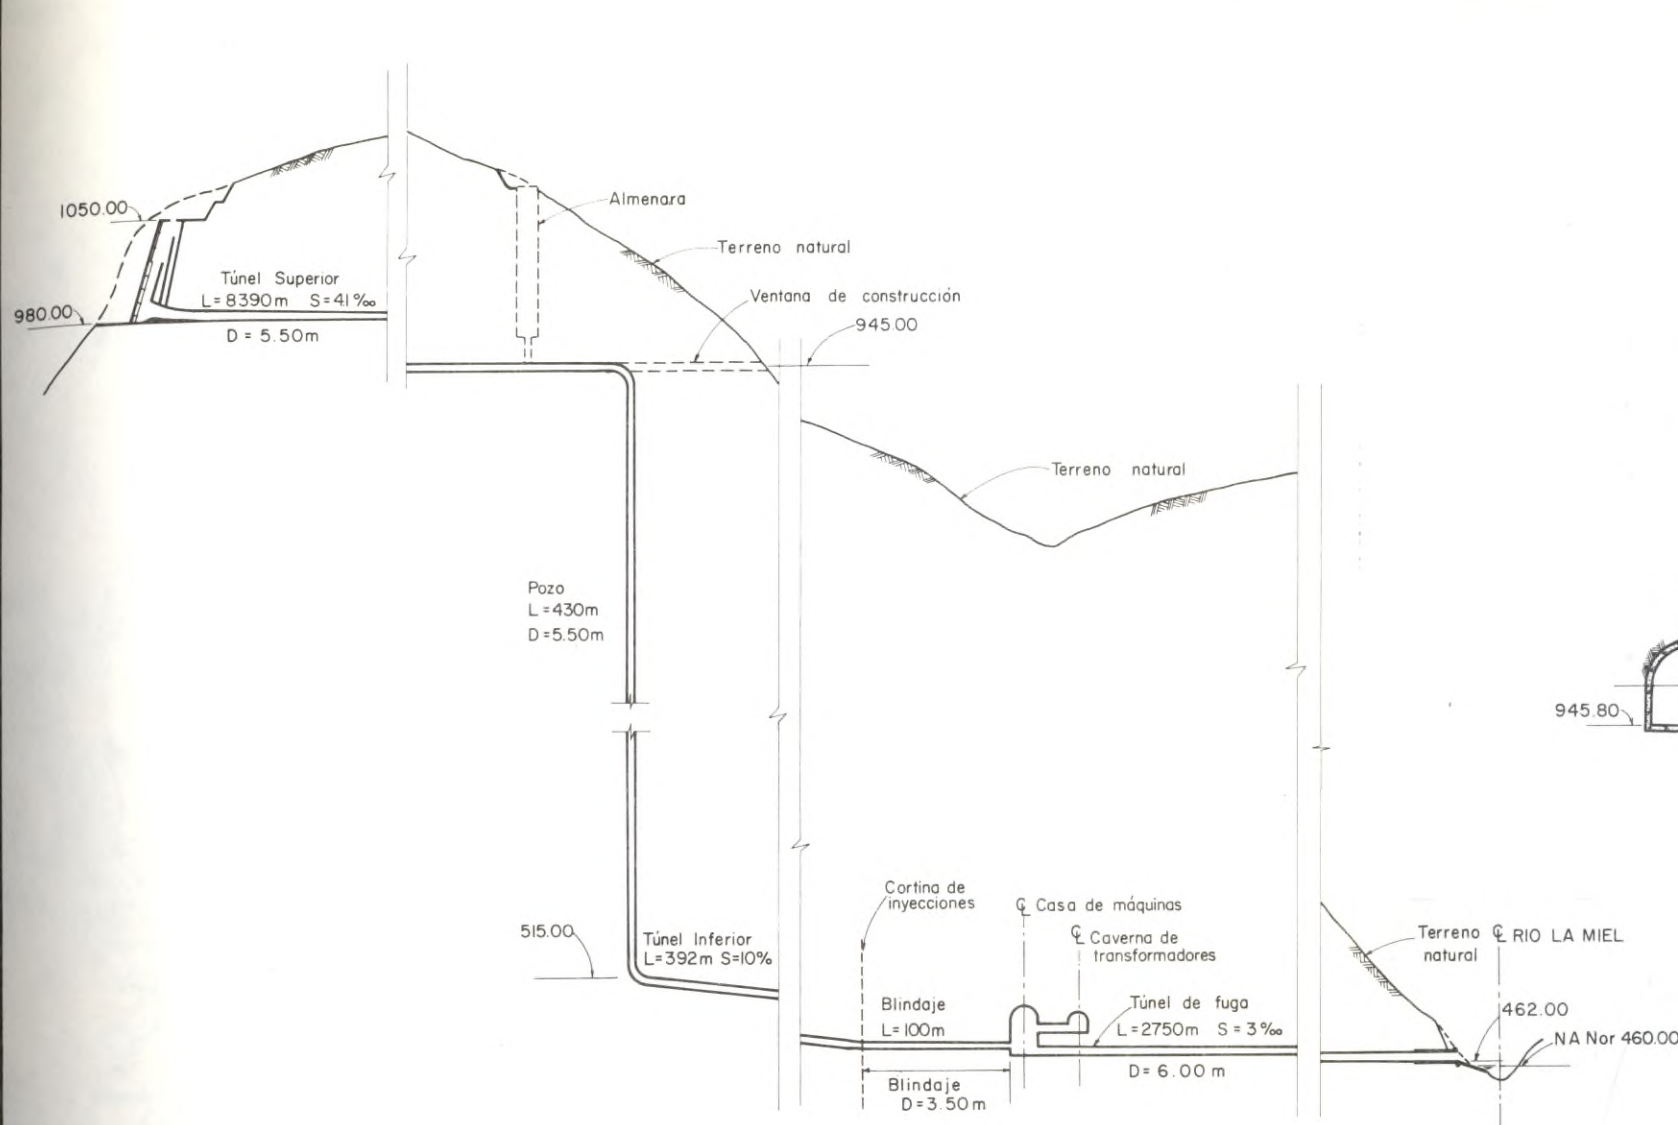 1050.00
980.00
Túnel Superior
L=8390m S=4.1‰
D = 5.50m
Almenara
Terreno natural
Ventana de construcción
945.00
Terreno natural
Pozo
L=430m
D=5.50m
945.80
515.00
Túnel Inferior
L=392m S=10%
Cortina de
inyecciones
℄ Casa de máquinas
℄ Caverna de
transformadores
Blindaje
L=100m
Túnel de fuga
L=2750m S=3‰
D= 6.00 m
Blindaje
D=3.50m
Terreno
natural
℄ RIO LA MIEL
462.00
NA Nor 460.00